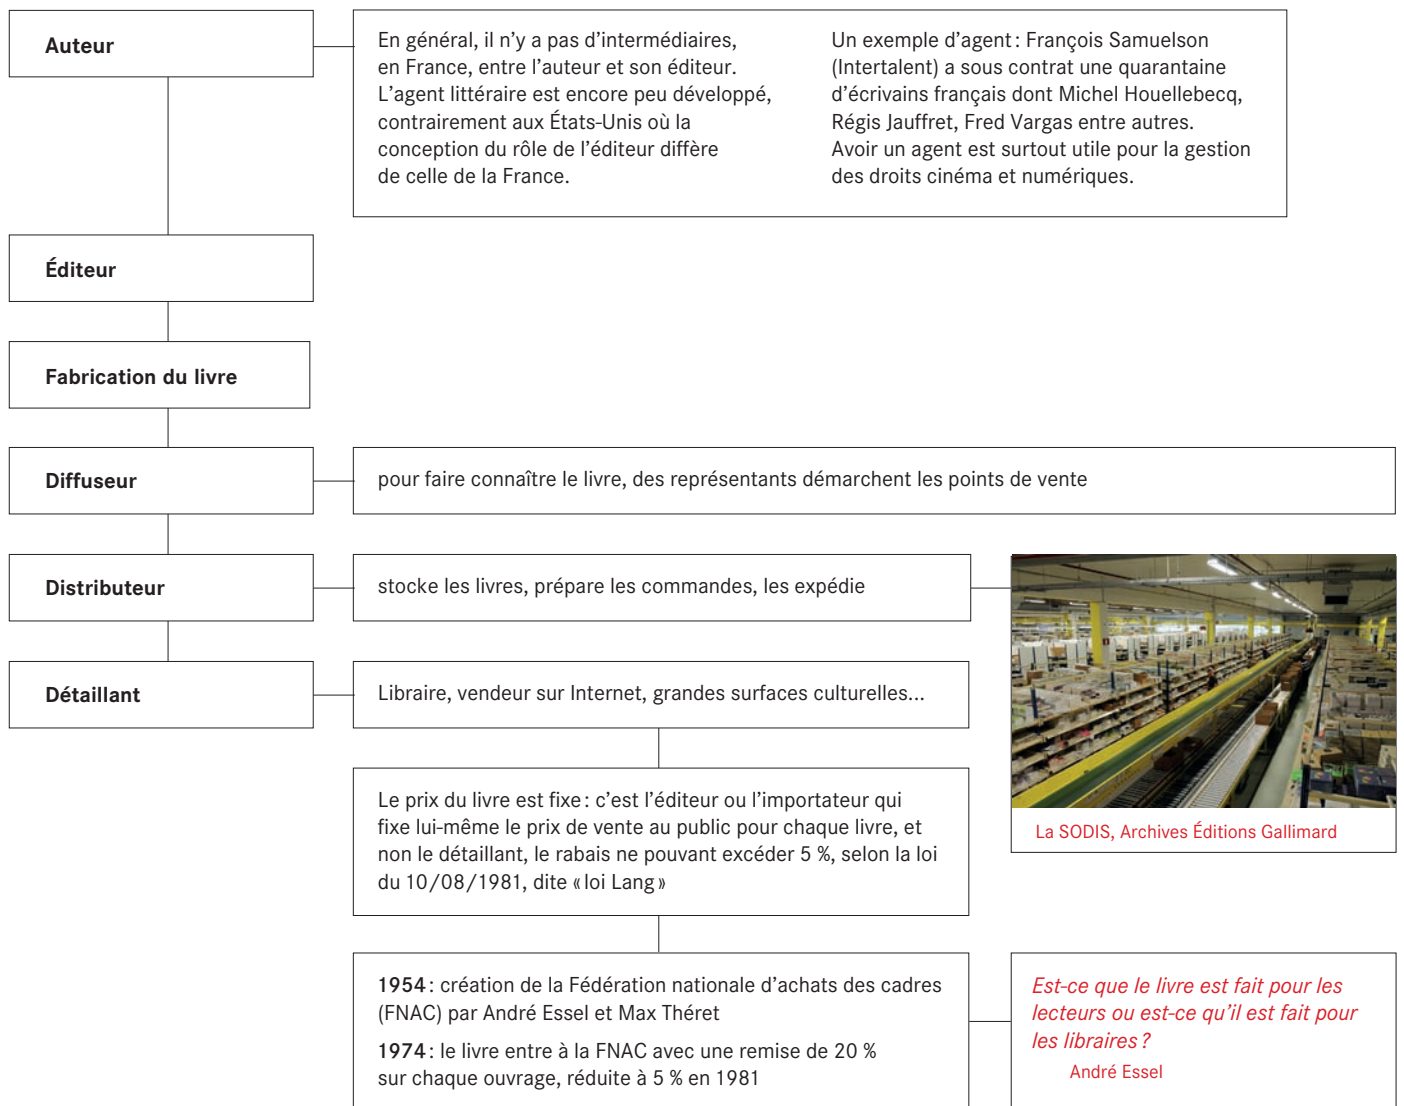 Auteur
En général, il n'y a pas d'intermédiaires,
en France, entre l'auteur et son éditeur.
L'agent littéraire est encore peu développé,
contrairement aux États-Unis où la
conception du rôle de l'éditeur diffère
de celle de la France.
Un exemple d'agent : François Samuelson
(Intertalent) a sous contrat une quarantaine
d'écrivains français dont Michel Houellebecq,
Régis Jauffret, Fred Vargas entre autres.
Avoir un agent est surtout utile pour la gestion
des droits cinéma et numériques.
Éditeur
Fabrication du livre
Diffuseur
pour faire connaître le livre, des représentants démarchent les points de vente
Distributeur
stocke les livres, prépare les commandes, les expédie
La SODIS, Archives Éditions Gallimard
Détaillant
Libraire, vendeur sur Internet, grandes surfaces culturelles...
Le prix du livre est fixe : c'est l'éditeur ou l'importateur qui
fixe lui-même le prix de vente au public pour chaque livre, et
non le détaillant, le rabais ne pouvant excéder 5 %, selon la loi
du 10/08/1981, dite « loi Lang »
1954 : création de la Fédération nationale d'achats des cadres
(FNAC) par André Essel et Max Théret
1974 : le livre entre à la FNAC avec une remise de 20 %
sur chaque ouvrage, réduite à 5 % en 1981
Est-ce que le livre est fait pour les
lecteurs ou est-ce qu'il est fait pour
les libraires ?
André Essel